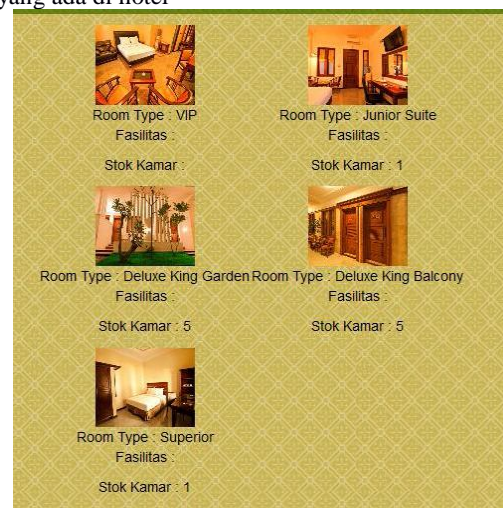 yang ada di hotel
Room Type : VIP
Fasilitas :
Stok Kamar :
Room Type : Junior Suite
Fasilitas :
Stok Kamar : 1
Room Type : Deluxe King Garden
Fasilitas :
Stok Kamar : 5
Room Type : Deluxe King Balcony
Fasilitas :
Stok Kamar : 5
Room Type : Superior
Fasilitas :
Stok Kamar : 1